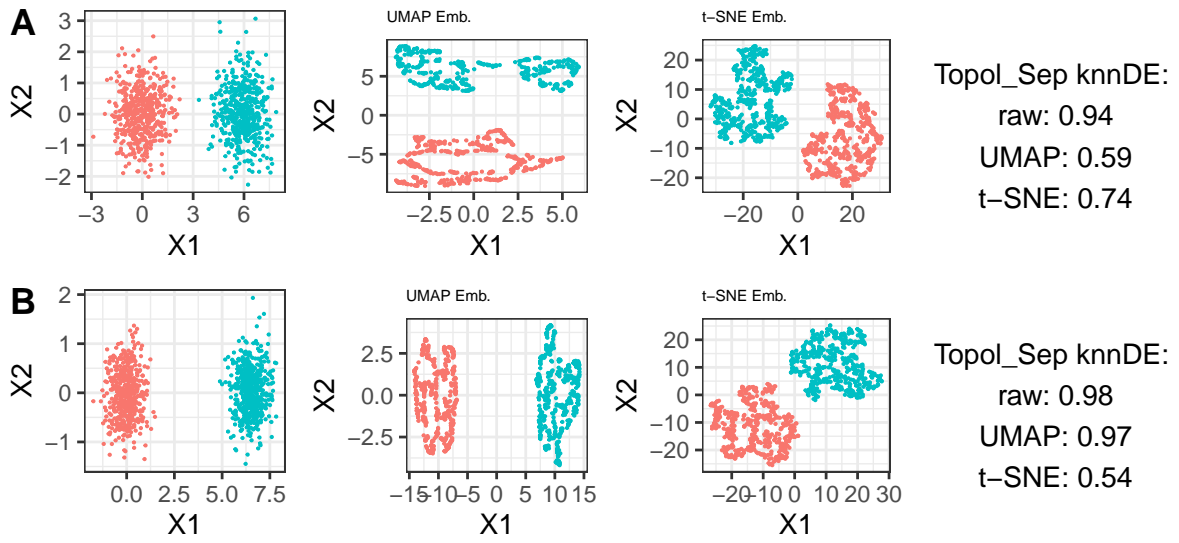 A
UMAP Emb.
t−SNE Emb.
3
2
1
0
−1
−2
X2
−3 0 3 6
X1
5
0
−5
X2
−2.5 0.0 2.5 5.0
X1
20
10
0
−10
−20
X2
−20 0 20
X1
Topol_Sep knnDE:
raw: 0.94
UMAP: 0.59
t−SNE: 0.74
B
UMAP Emb.
t−SNE Emb.
2
1
0
−1
X2
0.0 2.5 5.0 7.5
X1
2.5
0.0
−2.5
X2
−15 −10 −5 0 5 10 15
X1
20
10
0
−10
−20
X2
−20 −10 0 10 20 30
X1
Topol_Sep knnDE:
raw: 0.98
UMAP: 0.97
t−SNE: 0.54